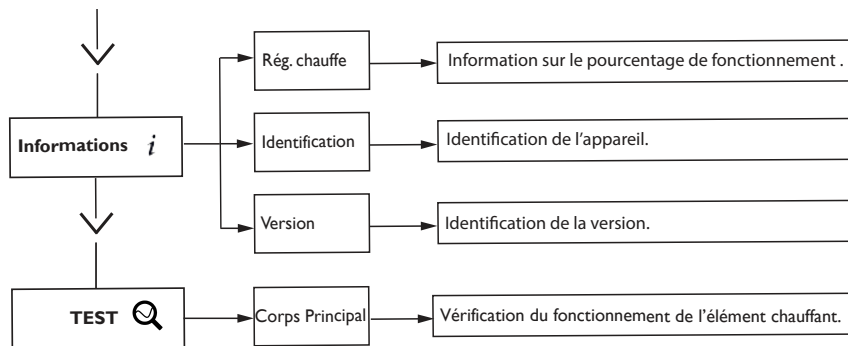 Rég. chauffe
Information sur le pourcentage de fonctionnement .
Informations i
Identification
Identification de l'appareil.
Version
Identification de la version.
TEST
Corps Principal
Vérification du fonctionnement de l'élément chauffant.